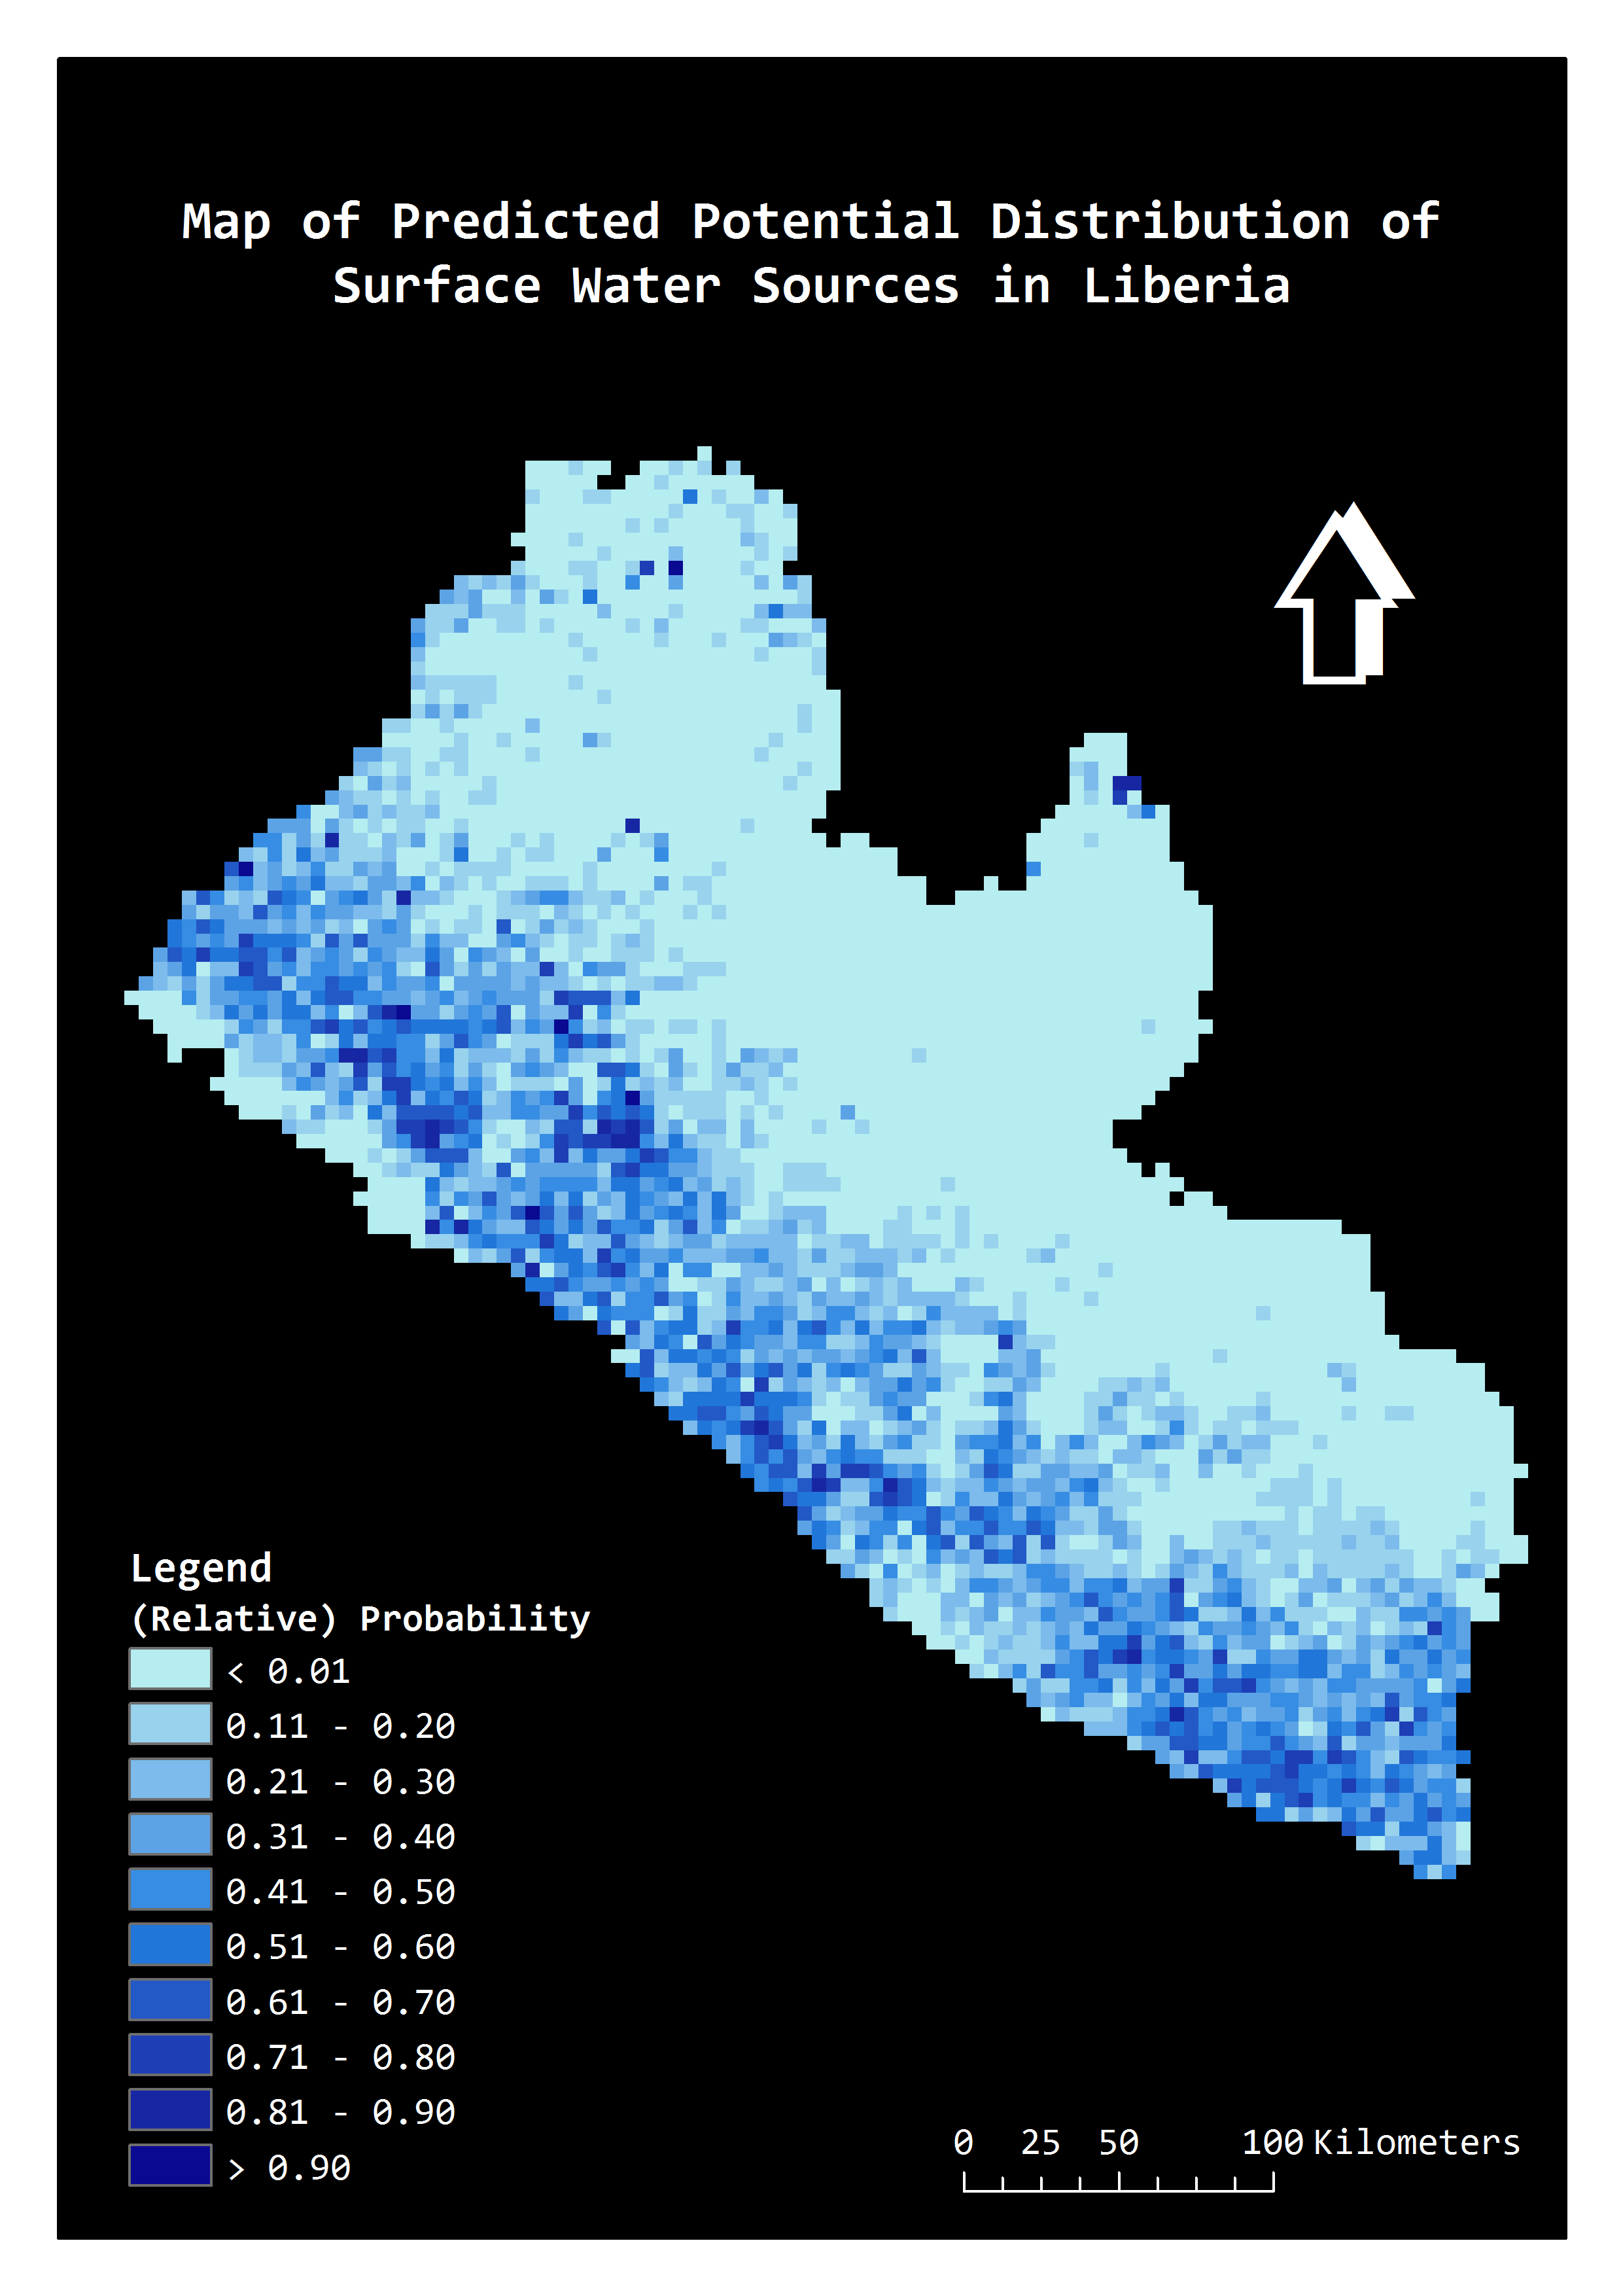 Map of Predicted Potential Distribution of
Surface Water Sources in Liberia
Legend
(Relative) Probability
< 0.01
0.11 - 0.20
0.21 - 0.30
0.31 - 0.40
0.41 - 0.50
0.51 - 0.60
0.61 - 0.70
0.71 - 0.80
0.81 - 0.90
> 0.90
0 25 50 100 Kilometers